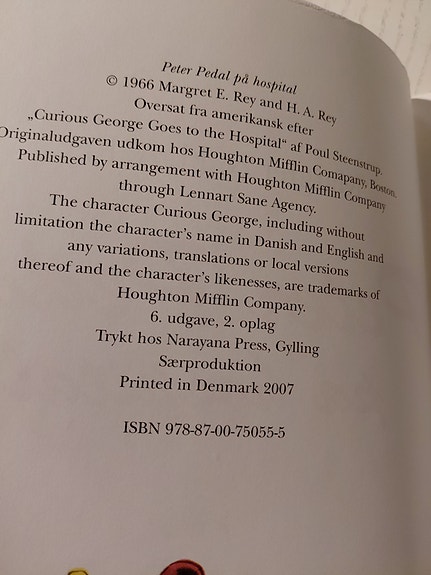 Peter Pedal på hospital
© 1966 Margret E. Rey and H. A. Rey
Oversat fra amerikansk efter
„Curious George Goes to the Hospital“ af Poul Steenstrup.
Originaludgaven udkom hos Houghton Mifflin Comapany, Boston.
Published by arrangement with Houghton Mifflin Company
through Lennart Sane Agency.
The character Curious George, including without
limitation the character’s name in Danish and English and
any variations, translations or local versions
thereof and the character’s likenesses, are trademarks of
Houghton Mifflin Company.
6. udgave, 2. oplag
Trykt hos Narayana Press, Gylling
Særproduktion
Printed in Denmark 2007
ISBN 978-87-00-75055-5